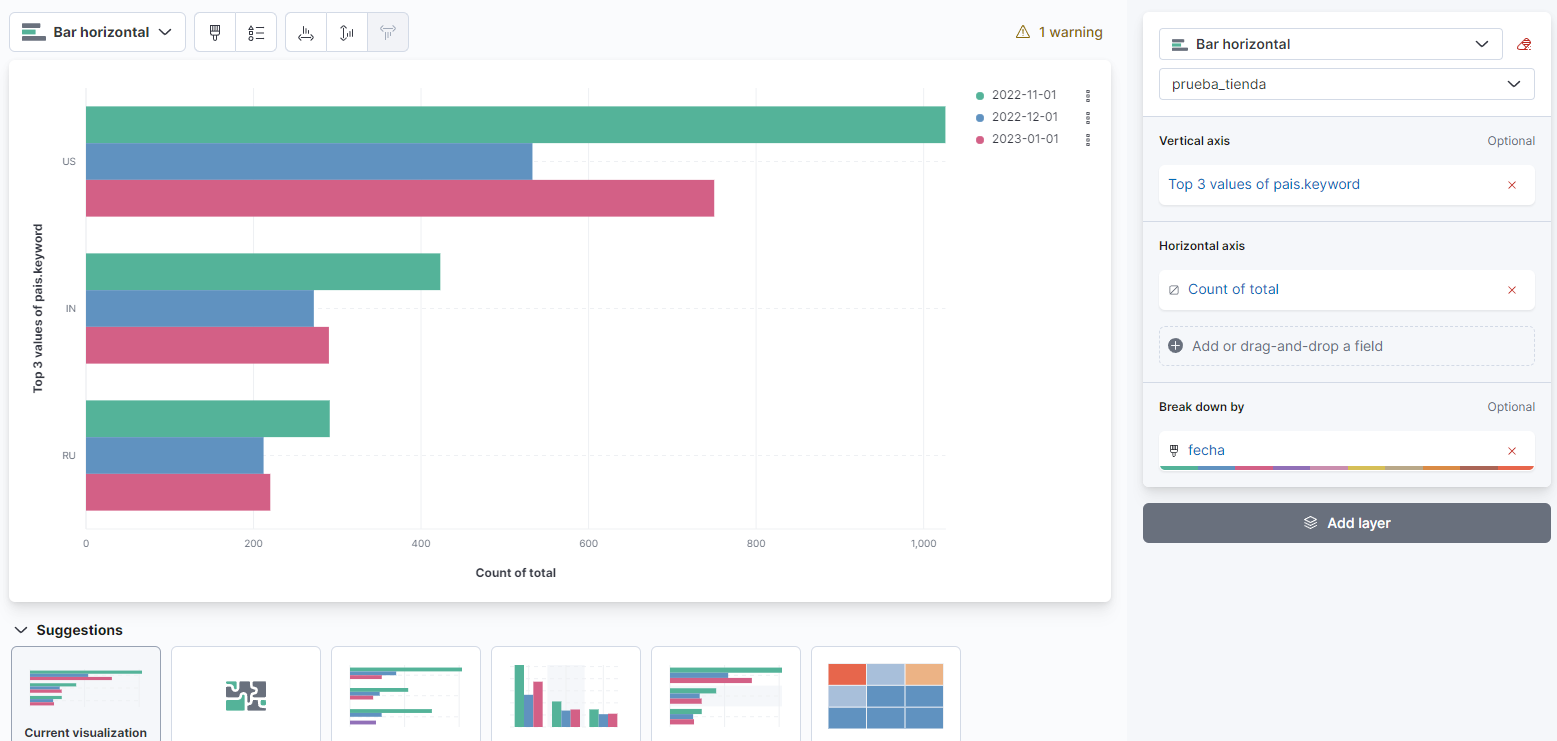 Bar horizontal
1 warning
2022-11-01
2022-12-01
2023-01-01
Top 3 values of pais.keyword
US
IN
RU
0 200 400 600 800 1,000
Count of total
Suggestions
Current visualization
Bar horizontal
prueba_tienda
Vertical axis Optional
Top 3 values of pais.keyword
Horizontal axis
Count of total
Add or drag-and-drop a field
Break down by Optional
fecha
Add layer